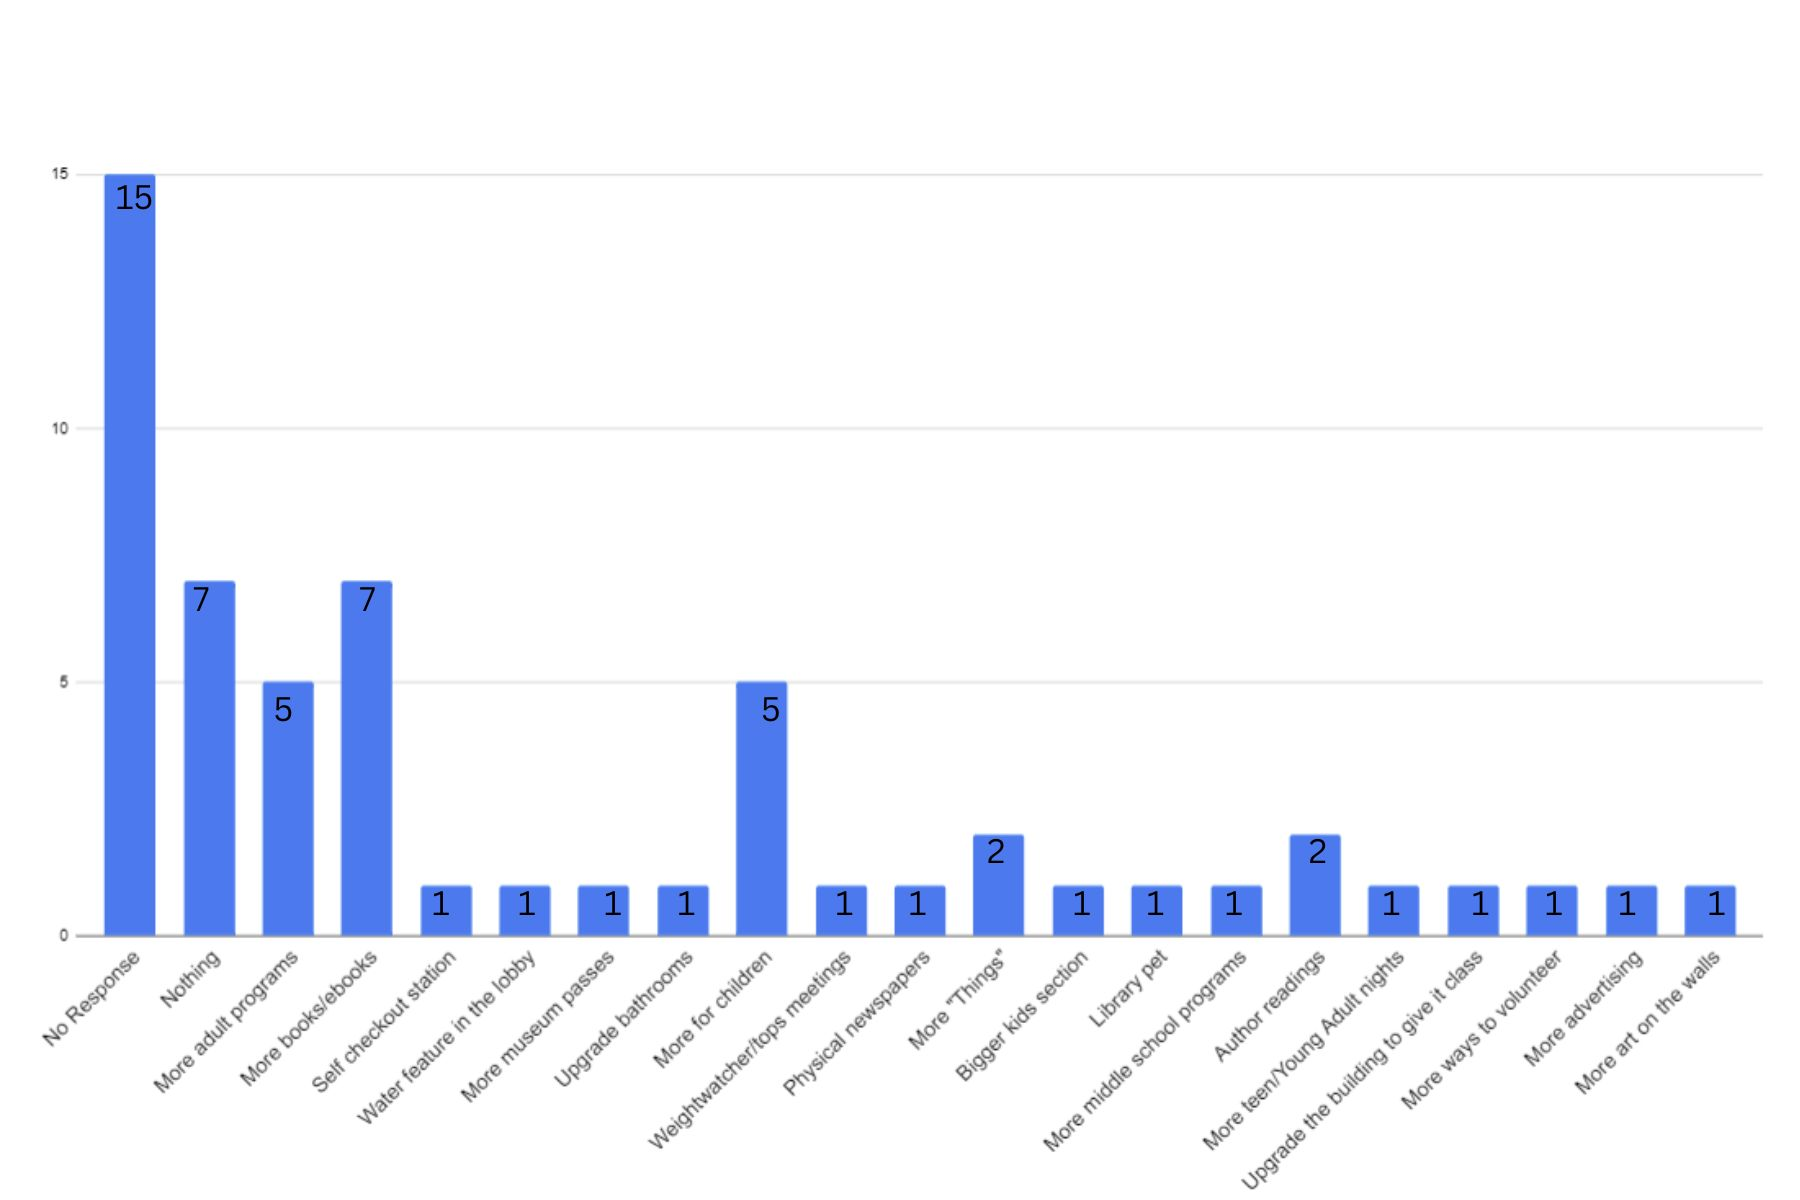 15
10
5
0
15
7
5
7
1
1
1
1
5
1
1
2
1
1
1
2
1
1
1
1
1
No Response
Nothing
More adult programs
More books/ebooks
Self checkout station
Water feature in the lobby
More museum passes
Upgrade bathrooms
More for children
Weightwatcher/tops meetings
Physical newspapers
More "Things"
Bigger kids section
Library pet
More middle school programs
Author readings
More teen/Young Adult nights
Upgrade the building to give it class
More ways to volunteer
More advertising
More art on the walls